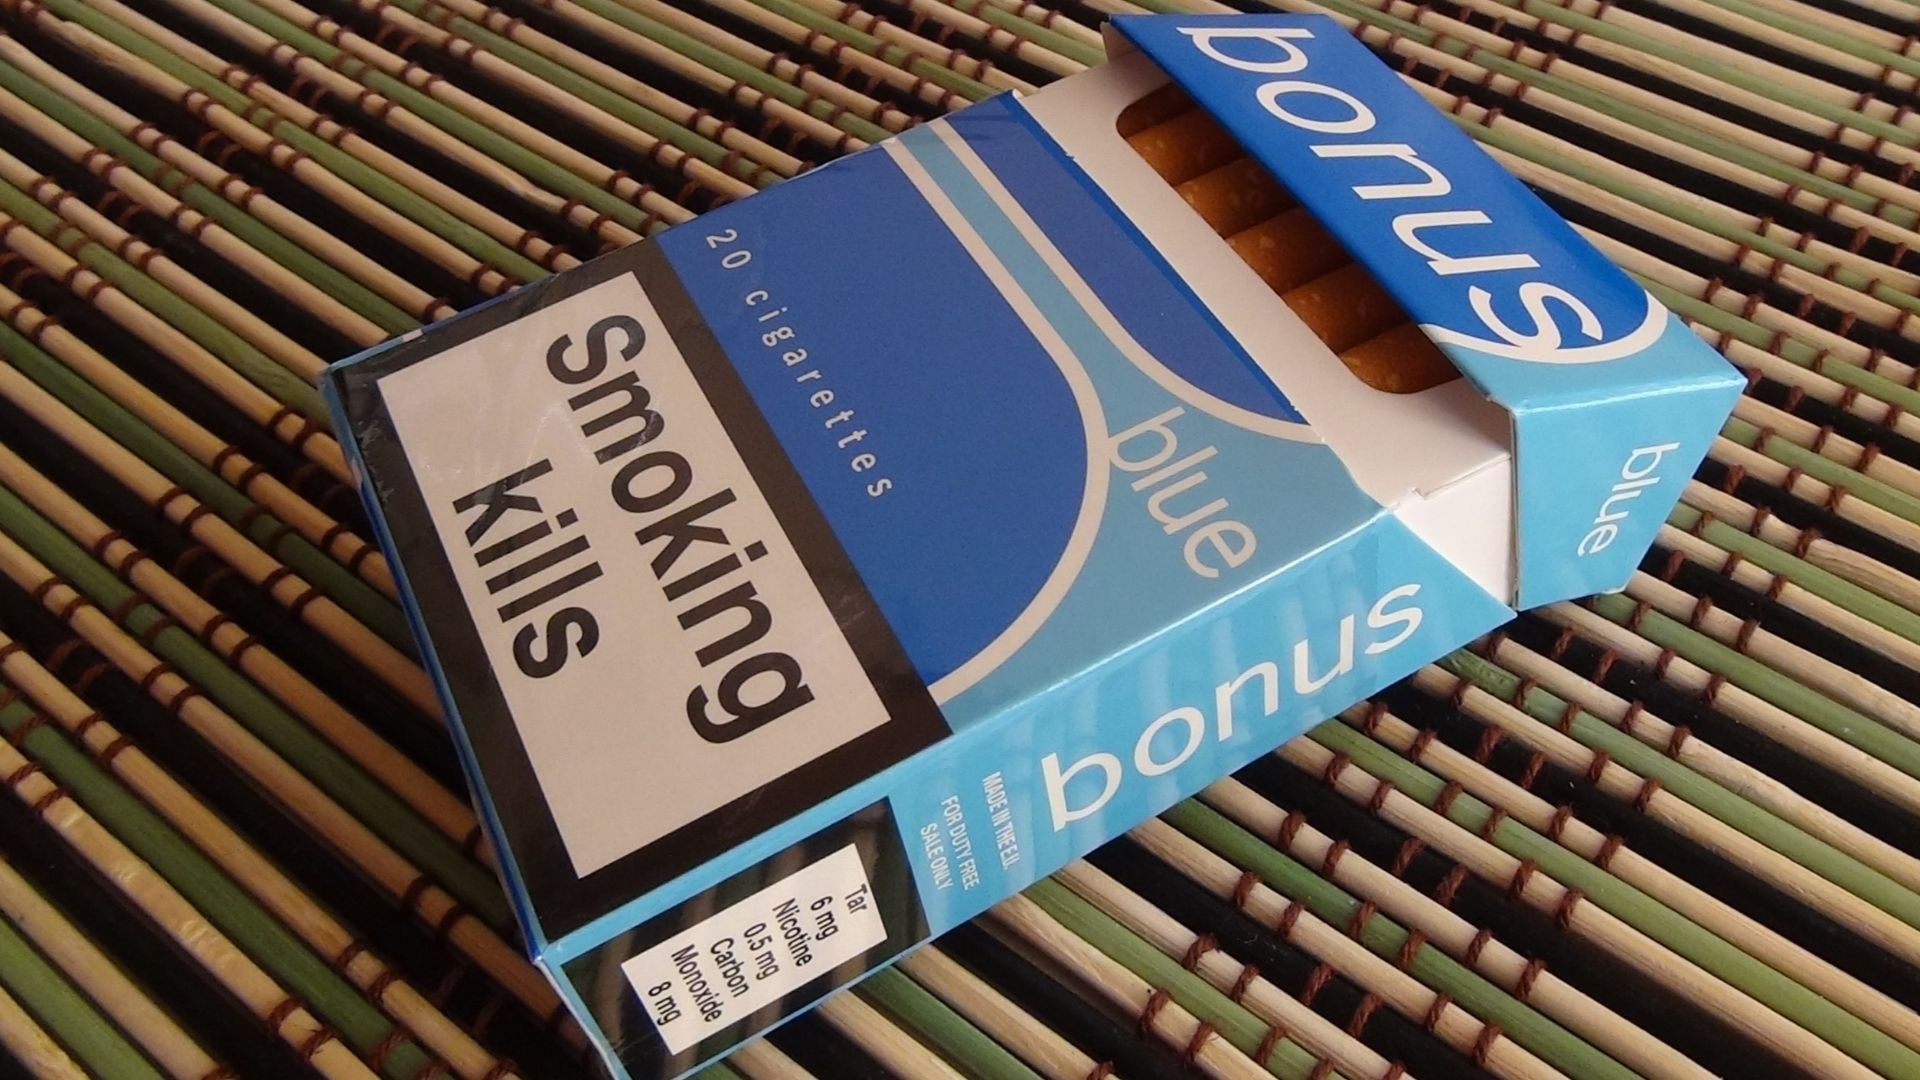 bonus
blue
blue
20 cigarettes
Smoking
kills
bonus
MADE IN THE E.U.
FOR DUTY FREE
SALE ONLY
Tar
6 mg
Nicotine
0.5 mg
Carbon
Monoxide
8 mg